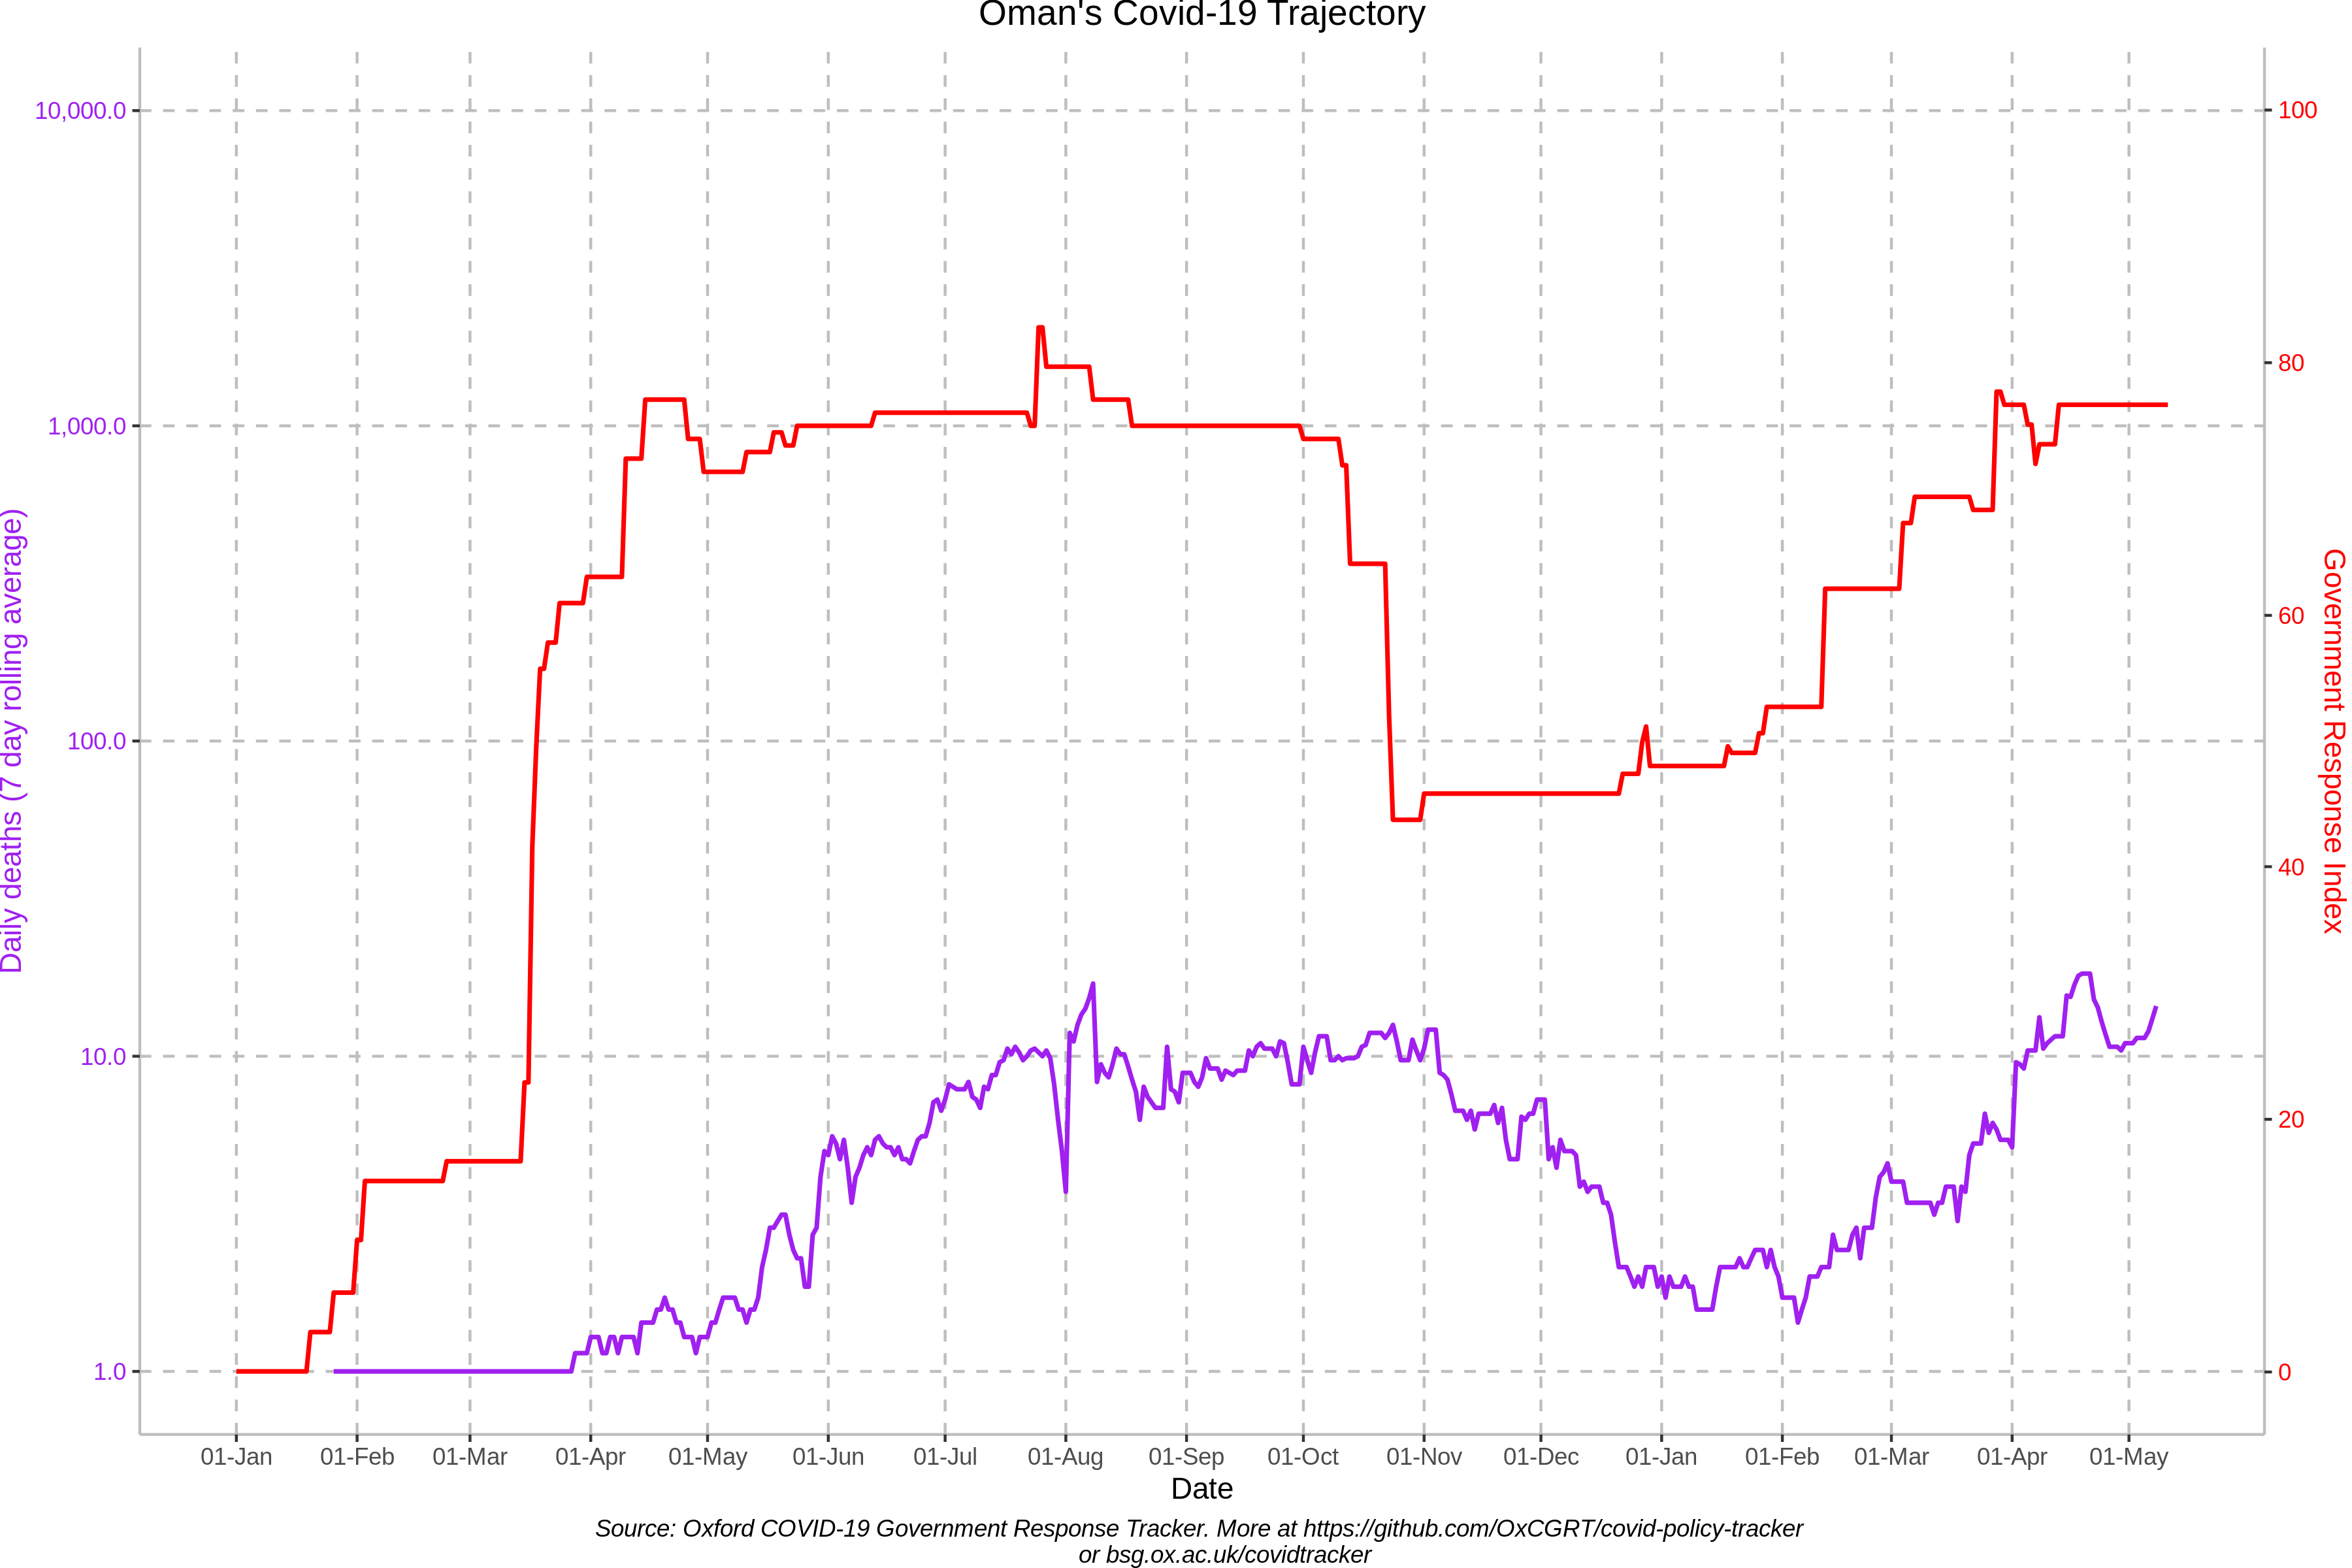 Oman's Covid-19 Trajectory
10,000.0
1,000.0
100.0
10.0
1.0
Daily deaths (7 day rolling average)
100
80
60
40
20
0
Government Response Index
01-Jan 01-Feb 01-Mar 01-Apr 01-May 01-Jun 01-Jul 01-Aug 01-Sep 01-Oct 01-Nov 01-Dec 01-Jan 01-Feb 01-Mar 01-Apr 01-May
Date
Source: Oxford COVID-19 Government Response Tracker. More at https://github.com/OxCGRT/covid-policy-tracker
or bsg.ox.ac.uk/covidtracker